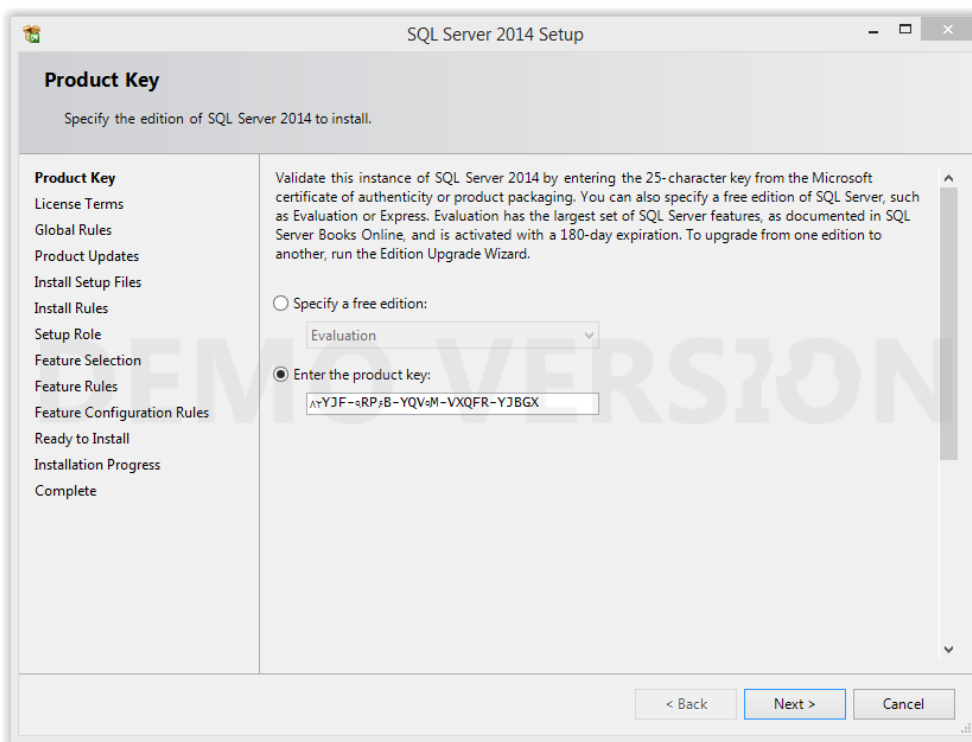 SQL Server 2014 Setup
Product Key
Specify the edition of SQL Server 2014 to install.
Product Key
License Terms
Global Rules
Product Updates
Install Setup Files
Install Rules
Setup Role
Feature Selection
Feature Rules
Feature Configuration Rules
Ready to Install
Installation Progress
Complete
Validate this instance of SQL Server 2014 by entering the 25-character key from the Microsoft
certificate of authenticity or product packaging. You can also specify a free edition of SQL Server, such
as Evaluation or Express. Evaluation has the largest set of SQL Server features, as documented in SQL
Server Books Online, and is activated with a 180-day expiration. To upgrade from one edition to
another, run the Edition Upgrade Wizard.
Specify a free edition:
Evaluation
Enter the product key:
۸۲YJF-۹RP۶B-YQV۹M-VXQFR-YJBGX
DEMO VERSION
< Back
Next >
Cancel